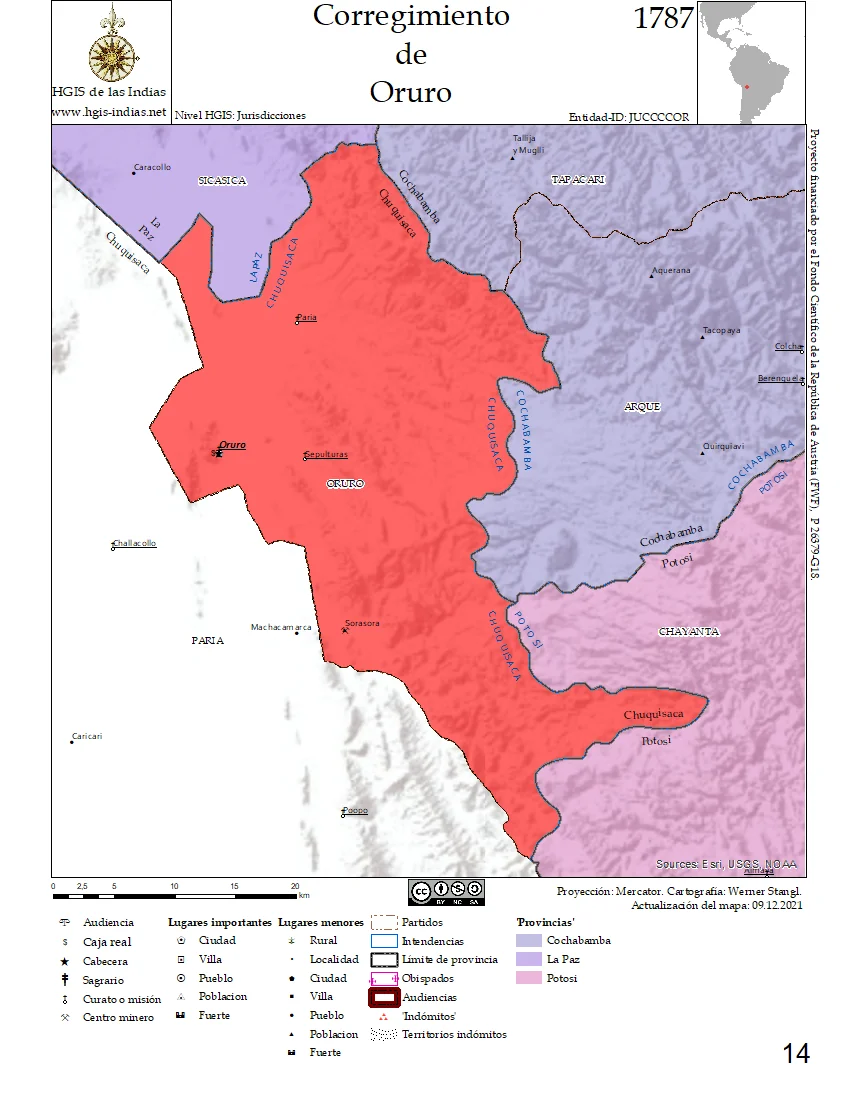 Corregimiento
de
Oruro
1787
HGIS de las Indias
www.hgis-indias.net
Nivel HGIS: Jurisdicciones
Entidad-ID: JUCCCCOR
Proyecto financiado por el Fondo Científico de la República de Austria (FWF), P 26379-G18.
Caracollo
SICASICA
La Paz
Chuquisaca
LA PAZ
CHUQUISACA
Cochabamba
Chuquisaca
Tallija
y Muglli
TAPACARI
Aquerana
Paria
Tacopaya
Colcha
Berenquela
ARQUE
CHUQUISACA
COCHABAMBA
Oruro
S
Sepulturas
ORURO
Quirquiavi
COCHABAMBA
POTOSI
Challacollo
Cochabamba
Potosi
Machacamarca
Sorasora
PARIA
CHUQUISACA
POTOSI
CHAYANTA
Chuquisaca
Potosi
Caricari
Poopo
Sources: Esri, USGS, NOAA
0 2,5 5 10 15 20
km
CC BY NC SA
Proyección: Mercator. Cartografía: Werner Stangl.
Actualización del mapa: 09.12.2021
Audiencia
S Caja real
Cabecera
Sagrario
Curato o misión
Centro minero
Lugares importantes
Ciudad
Villa
Pueblo
Poblacion
Fuerte
Lugares menores
Rural
Localidad
Ciudad
Villa
Pueblo
Poblacion
Fuerte
Partidos
Intendencias
Límite de provincia
Obispados
Audiencias
'Indómitos'
Territorios indómitos
'Provincias'
Cochabamba
La Paz
Potosi
14